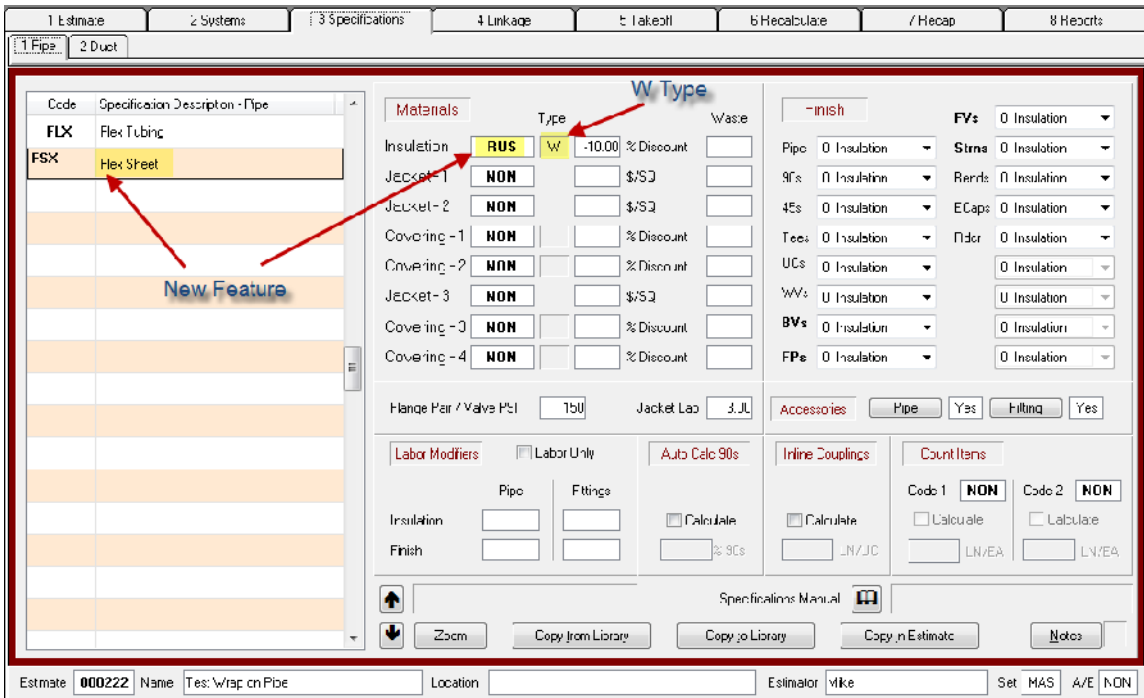 1 Estimate 2 Systems 3 Specifications 4 Linkage 5 Takeoff 6 Recalculate 7 Recap 8 Reports
1 Pipe 2 Duct
W Type
Code Specification Description - Pipe
Materials Type Waste Finish FVs 0 Insulation
FLX Flex Tubing
Insulation RUS W -10.00 % Discount Pipe 0 Insulation Strns 0 Insulation
FSX Flex Sheet
Jacket-1 NON $/SQ 90s 0 Insulation Bends 0 Insulation
Jacket-2 NON $/SQ 45s 0 Insulation ECaps 0 Insulation
Covering -1 NON % Discount Tees 0 Insulation Rdcr 0 Insulation
Covering -2 NON % Discount UCs 0 Insulation 0 Insulation
New Feature
Jacket-3 NON $/SQ WVs 0 Insulation 0 Insulation
Covering -3 NON % Discount BVs 0 Insulation 0 Insulation
Covering -4 NON % Discount FPs 0 Insulation 0 Insulation
Flange Pair / Valve PSI 150 Jacket Lap 3.00 Accessories Pipe Yes Fitting Yes
Labor Modifiers Labor Only Auto Calc 90s Inline Couplings Count Items
Pipe Fittings Code 1 NON Code 2 NON
Insulation Calculate Calculate Calculate Calculate
Finish % 90s LN/UC LN/EA LN/EA
Specifications Manual
Zoom Copy from Library Copy to Library Copy in Estimate Notes
Estmate 000222 Name Test Wrap on Pipe Location Estimator Mike Set MAS A/E NON